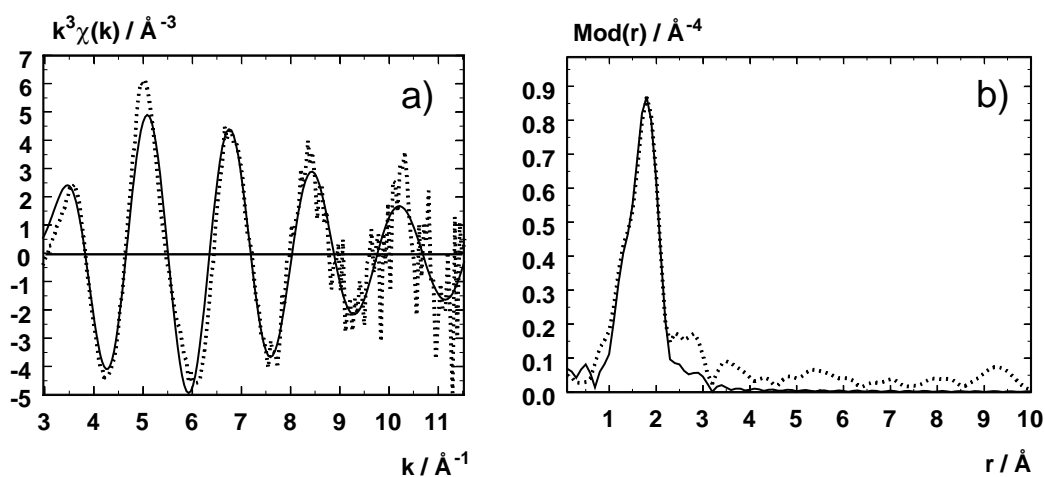 k³χ(k) / Å⁻³
7
6
5
4
3
2
1
0
-1
-2
-3
-4
-5
a)
3 4 5 6 7 8 9 10 11
k / Å⁻¹
Mod(r) / Å⁻⁴
0.9
0.8
0.7
0.6
0.5
0.4
0.3
0.2
0.1
0.0
b)
1 2 3 4 5 6 7 8 9 10
r / Å